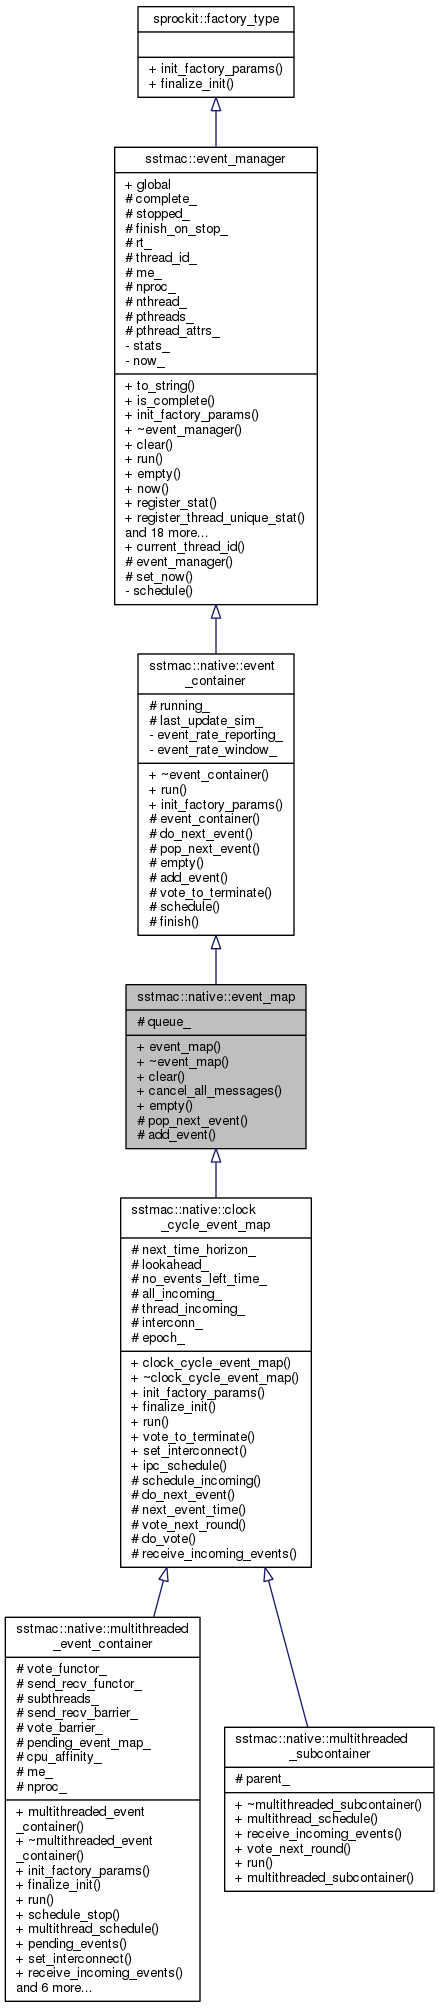 sprockit::factory_type
+ init_factory_params()
+ finalize_init()
sstmac::event_manager
+ global
# complete_
# stopped_
# finish_on_stop_
# rt_
# thread_id_
# me_
# nproc_
# nthread_
# pthreads_
# pthread_attrs_
- stats_
- now_
+ to_string()
+ is_complete()
+ init_factory_params()
+ ~event_manager()
+ clear()
+ run()
+ empty()
+ now()
+ register_stat()
+ register_thread_unique_stat()
and 18 more...
+ current_thread_id()
# event_manager()
# set_now()
- schedule()
sstmac::native::event
_container
# running_
# last_update_sim_
- event_rate_reporting_
- event_rate_window_
+ ~event_container()
+ run()
+ init_factory_params()
# event_container()
# do_next_event()
# pop_next_event()
# empty()
# add_event()
# vote_to_terminate()
# schedule()
# finish()
sstmac::native::event_map
# queue_
+ event_map()
+ ~event_map()
+ clear()
+ cancel_all_messages()
+ empty()
# pop_next_event()
# add_event()
sstmac::native::clock
_cycle_event_map
# next_time_horizon_
# lookahead_
# no_events_left_time_
# all_incoming_
# thread_incoming_
# interconn_
# epoch_
+ clock_cycle_event_map()
+ ~clock_cycle_event_map()
+ init_factory_params()
+ finalize_init()
+ run()
+ vote_to_terminate()
+ set_interconnect()
+ ipc_schedule()
# schedule_incoming()
# do_next_event()
# next_event_time()
# vote_next_round()
# do_vote()
# receive_incoming_events()
sstmac::native::multithreaded
_event_container
# vote_functor_
# send_recv_functor_
# subthreads_
# send_recv_barrier_
# vote_barrier_
# pending_event_map_
# cpu_affinity_
# me_
# nproc_
+ multithreaded_event
_container()
+ ~multithreaded_event
_container()
+ init_factory_params()
+ finalize_init()
+ run()
+ schedule_stop()
+ multithread_schedule()
+ pending_events()
+ set_interconnect()
+ receive_incoming_events()
and 6 more...
sstmac::native::multithreaded
_subcontainer
# parent_
+ ~multithreaded_subcontainer()
+ multithread_schedule()
+ receive_incoming_events()
+ vote_next_round()
+ run()
+ multithreaded_subcontainer()